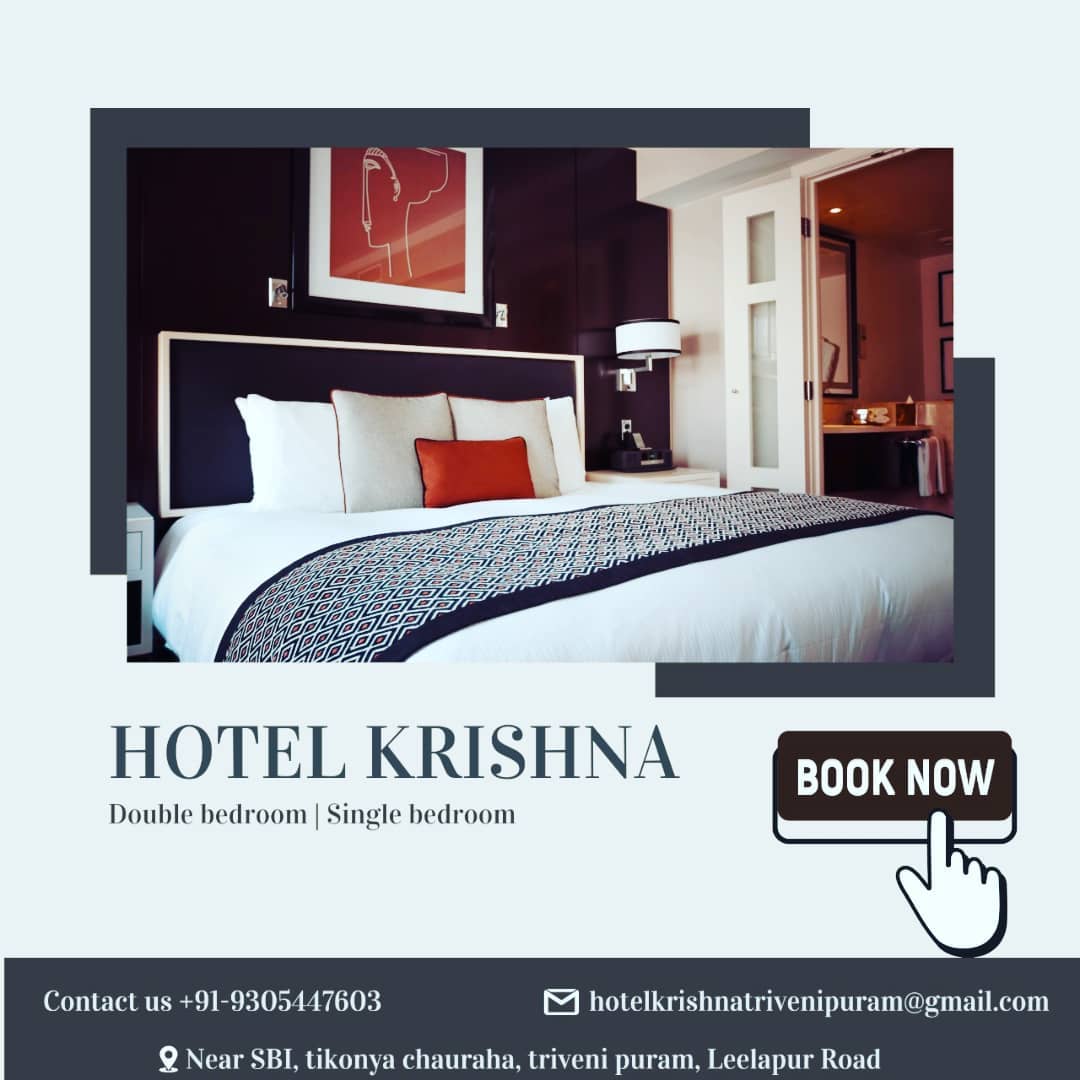 HOTEL KRISHNA
Double bedroom | Single bedroom
BOOK NOW
Contact us +91-9305447603
hotelkrishnatrivenipuram@gmail.com
Near SBI, tikonya chauraha, triveni puram, Leelapur Road